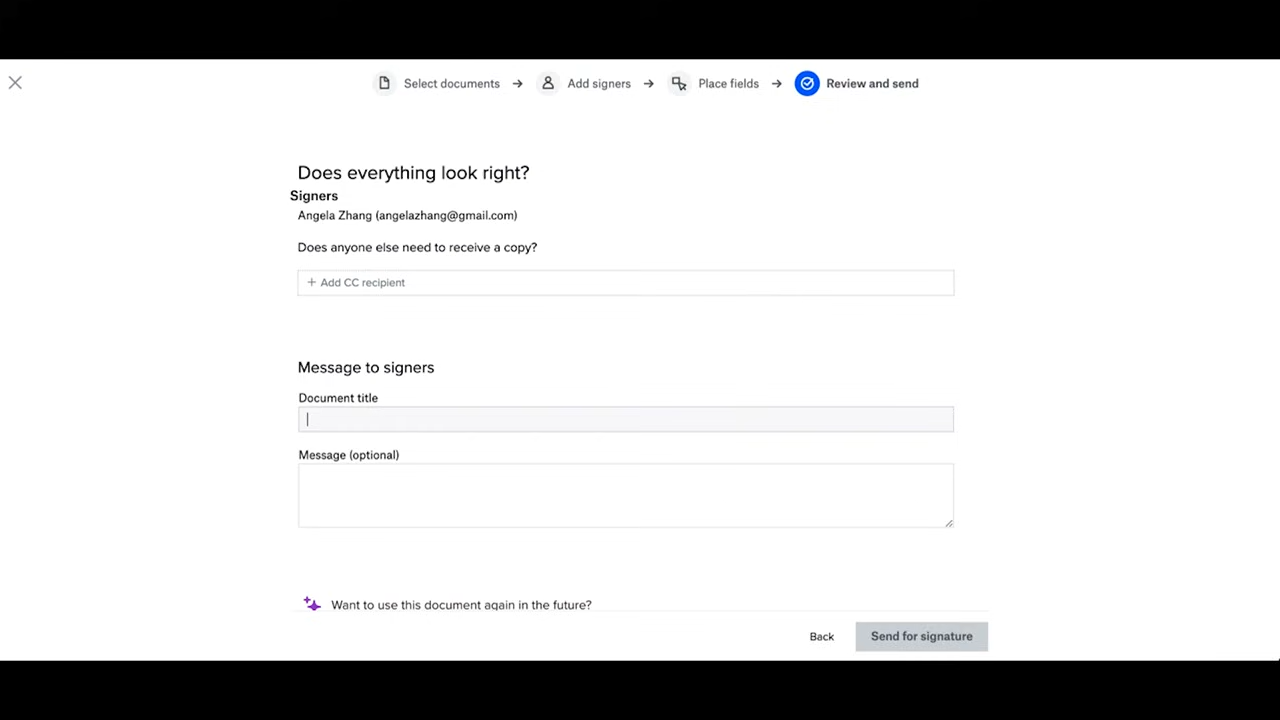 Select documents → Add signers → Place fields → Review and send
Does everything look right?
Signers
Angela Zhang (angelazhang@gmail.com)
Does anyone else need to receive a copy?
+ Add CC recipient
Message to signers
Document title
Message (optional)
Want to use this document again in the future?
Back Send for signature